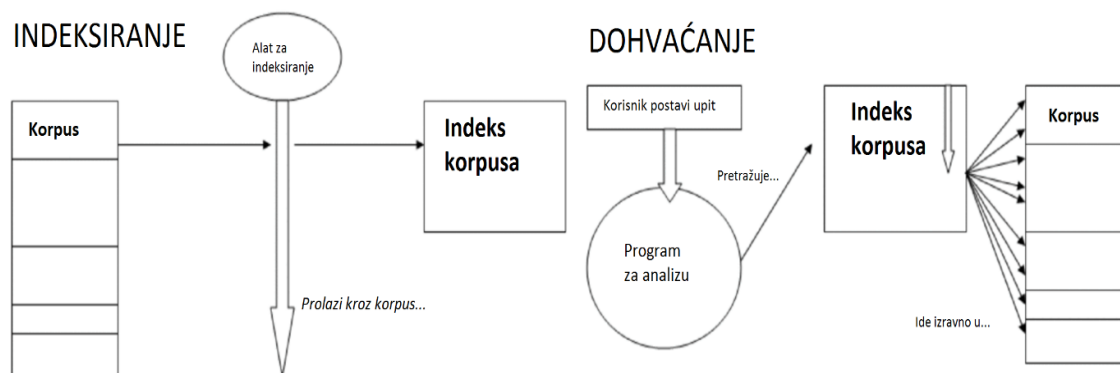 INDEKSIRANJE
Alat za
indeksiranje
Korpus
Indeks
korpusa
Prolazi kroz korpus...
DOHVAĆANJE
Korisnik postavi upit
Program
za analizu
Pretražuje...
Indeks
korpusa
Korpus
Ide izravno u...